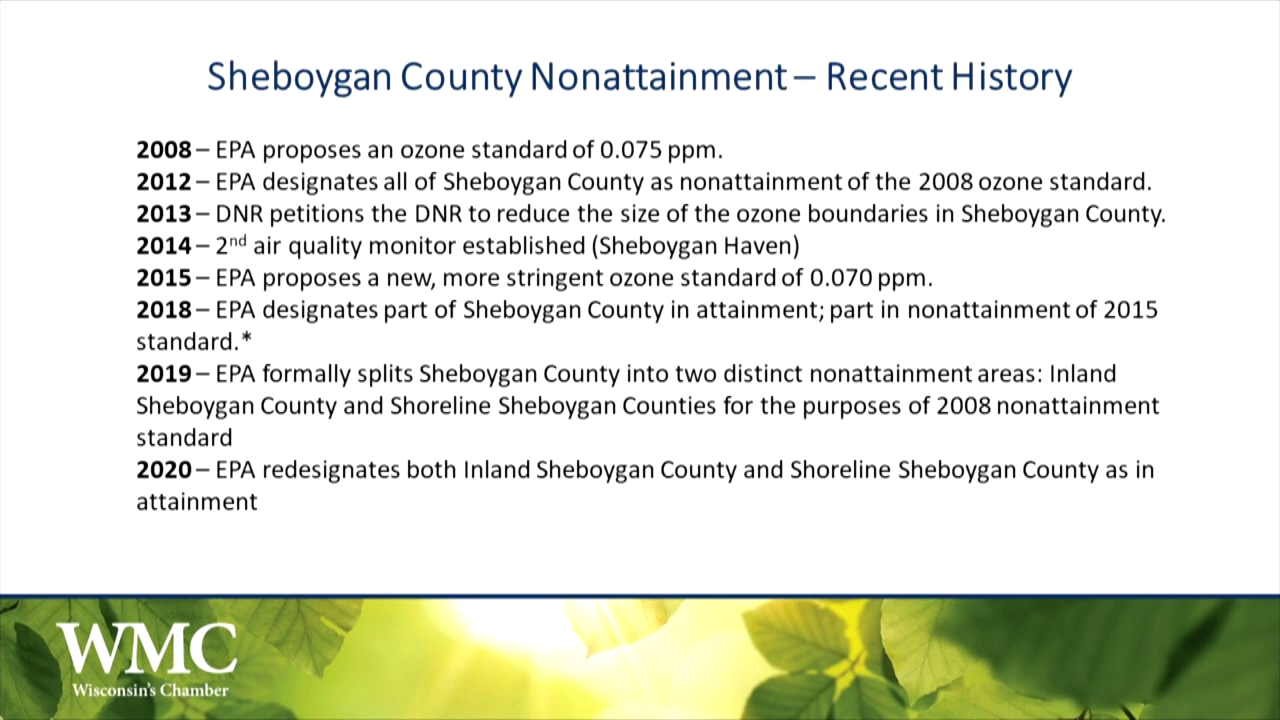 Sheboygan County Nonattainment – Recent History
2008 – EPA proposes an ozone standard of 0.075 ppm.
2012 – EPA designates all of Sheboygan County as nonattainment of the 2008 ozone standard.
2013 – DNR petitions the DNR to reduce the size of the ozone boundaries in Sheboygan County.
2014 – 2nd air quality monitor established (Sheboygan Haven)
2015 – EPA proposes a new, more stringent ozone standard of 0.070 ppm.
2018 – EPA designates part of Sheboygan County in attainment; part in nonattainment of 2015
standard.*
2019 – EPA formally splits Sheboygan County into two distinct nonattainment areas: Inland
Sheboygan County and Shoreline Sheboygan Counties for the purposes of 2008 nonattainment
standard
2020 – EPA redesignates both Inland Sheboygan County and Shoreline Sheboygan County as in
attainment
WMC
Wisconsin's Chamber